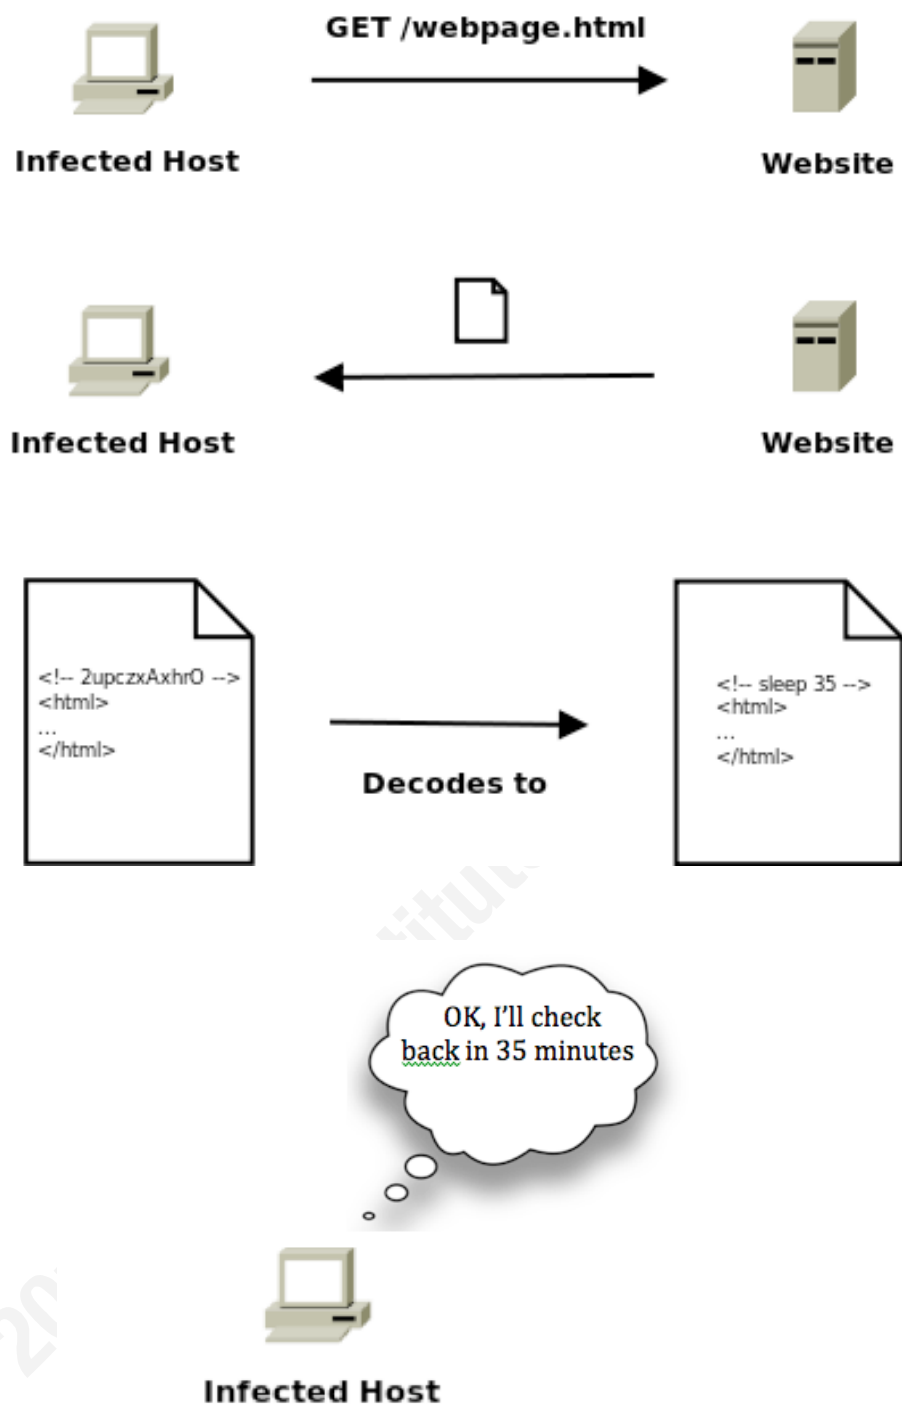 GET /webpage.html
Infected Host
Website
Infected Host
Website
<!-- 2upczxAxhrO -->
<html>
...
</html>
Decodes to
<!-- sleep 35 -->
<html>
...
</html>
OK, I’ll check
back in 35 minutes
Infected Host